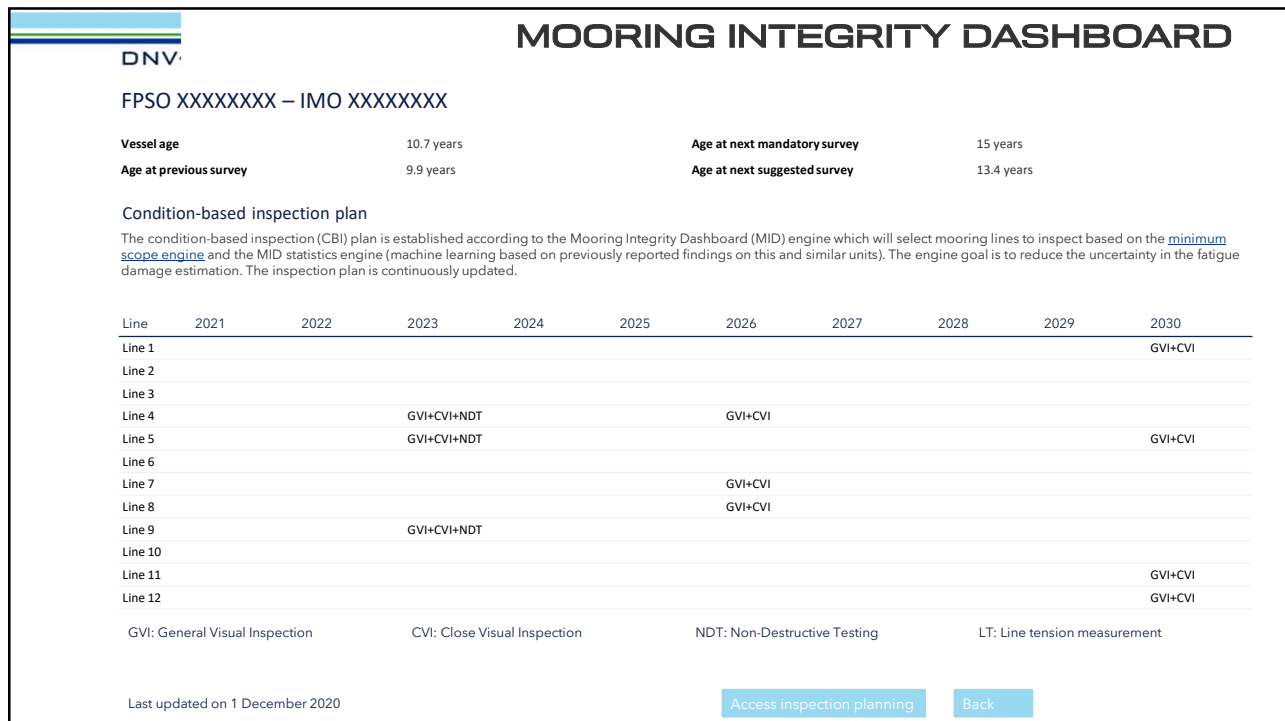 MOORING INTEGRITY DASHBOARD
DNV·
FPSO XXXXXXXX – IMO XXXXXXXX
Vessel age 10.7 years Age at next mandatory survey 15 years
Age at previous survey 9.9 years Age at next suggested survey 13.4 years
Condition-based inspection plan
The condition-based inspection (CBI) plan is established according to the Mooring Integrity Dashboard (MID) engine which will select mooring lines to inspect based on the minimum
scope engine and the MID statistics engine (machine learning based on previously reported findings on this and similar units). The engine goal is to reduce the uncertainty in the fatigue
damage estimation. The inspection plan is continuously updated.
Line 2021 2022 2023 2024 2025 2026 2027 2028 2029 2030
Line 1 GVI+CVI
Line 2
Line 3
Line 4 GVI+CVI+NDT GVI+CVI
Line 5 GVI+CVI+NDT GVI+CVI
Line 6
Line 7 GVI+CVI
Line 8 GVI+CVI
Line 9 GVI+CVI+NDT
Line 10
Line 11 GVI+CVI
Line 12 GVI+CVI
GVI: General Visual Inspection CVI: Close Visual Inspection NDT: Non-Destructive Testing LT: Line tension measurement
Last updated on 1 December 2020 Access inspection planning Back